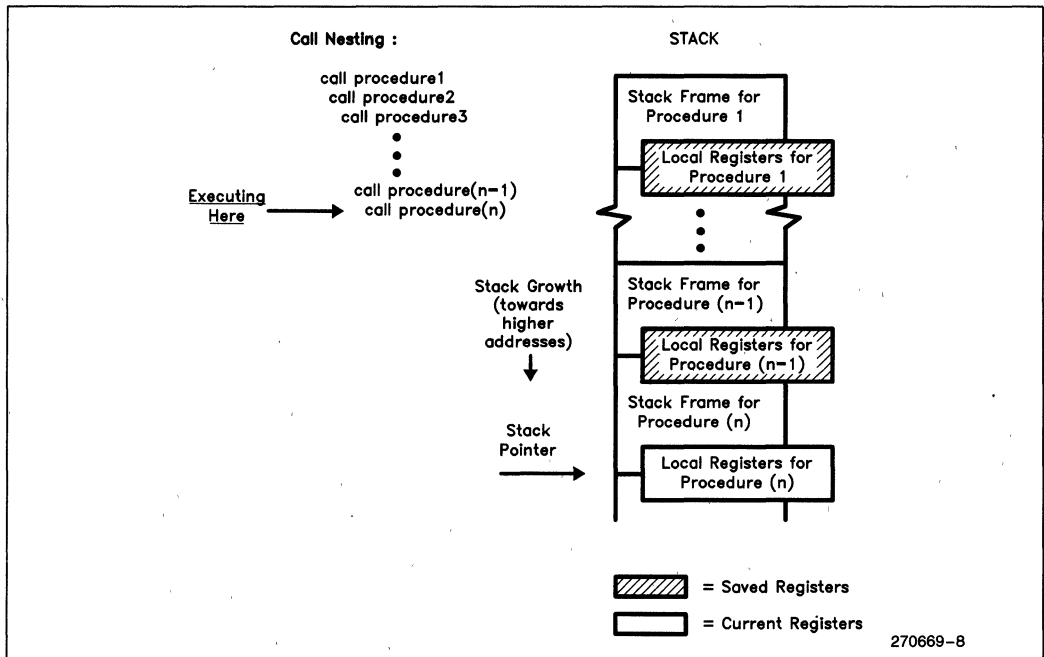 Call Nesting :
call procedure1
call procedure2
call procedure3
call procedure(n-1)
call procedure(n)
Executing
Here
STACK
Stack Frame for
Procedure 1
Local Registers for
Procedure 1
Stack Frame for
Procedure (n-1)
Local Registers for
Procedure (n-1)
Stack Frame for
Procedure (n)
Local Registers for
Procedure (n)
Stack Growth
(towards
higher
addresses)
Stack
Pointer
= Saved Registers
= Current Registers
270669-8